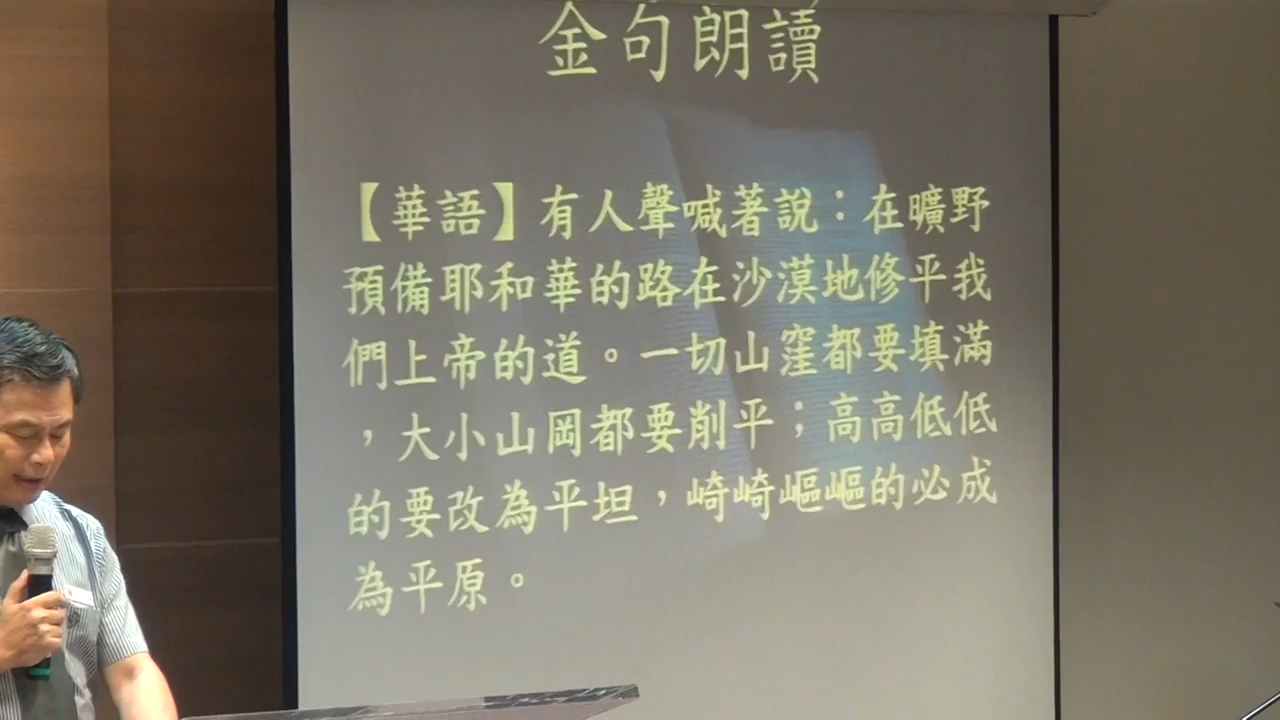 金句朗讀
【華語】有人聲喊著說：在曠野
預備耶和華的路在沙漠地修平我
們上帝的道。一切山窪都要填滿
，大小山岡都要削平；高高低低
的要改為平坦，崎崎嶇嶇的必成
為平原。